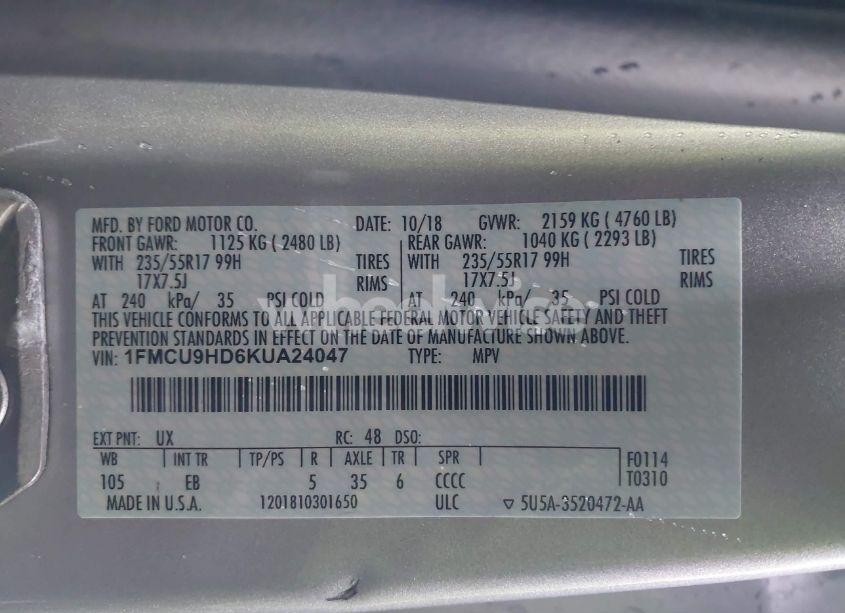 MFD. BY FORD MOTOR CO. DATE: 10/18 GVWR: 2159 KG ( 4760 LB)
FRONT GAWR: 1125 KG ( 2480 LB) REAR GAWR: 1040 KG ( 2293 LB)
WITH 235/55R17 99H TIRES WITH 235/55R17 99H TIRES
17X7.5J RIMS 17X7.5J RIMS
AT 240 kPa/ 35 PSI COLD AT 240 kPa/ 35 PSI COLD
THIS VEHICLE CONFORMS TO ALL APPLICABLE FEDERAL MOTOR VEHICLE SAFETY AND THEFT
PREVENTION STANDARDS IN EFFECT ON THE DATE OF MANUFACTURE SHOWN ABOVE.
VIN: 1FMCU9HD6KUA24047 TYPE: MPV
EXT PNT: UX RC: 48 DSO:
WB INT TR TP/PS R AXLE TR SPR F0114
105 EB 5 35 6 CCCC T0310
MADE IN U.S.A. 1201810301650 ULC ▽ 5U5A-3520472-AA